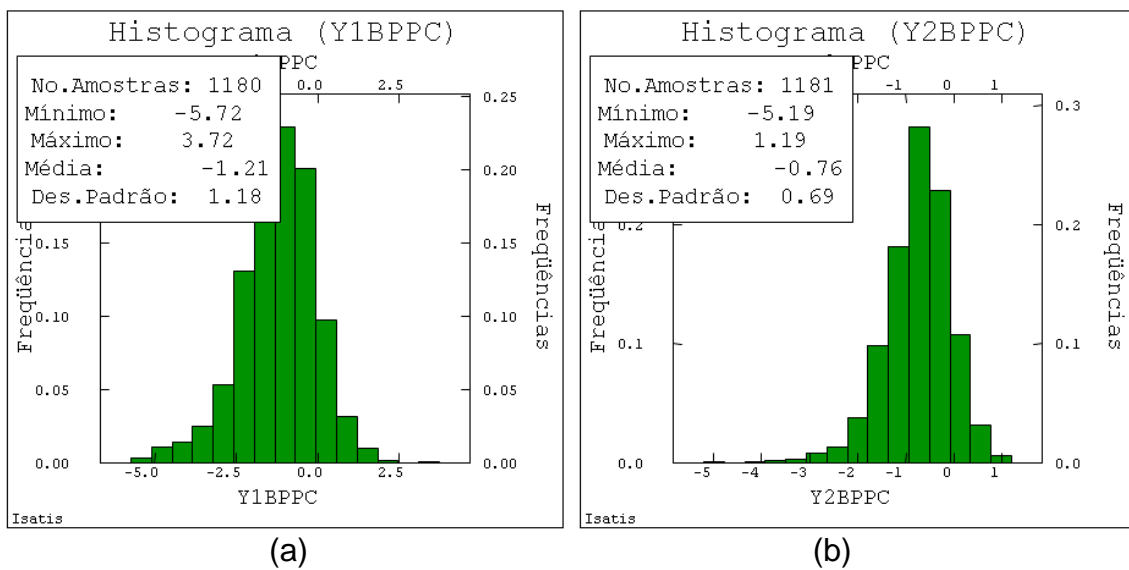 Histograma (Y1BPPC)
PPC
0.0 2.5
No.Amostras: 1180
Mínimo: -5.72
Máximo: 3.72
Média: -1.21
Des.Padrão: 1.18
0.25
0.20
0.15 0.15
0.10 0.10
0.05 0.05
0.00 0.00
Freqüência
Freqüências
-5.0 -2.5 0.0 2.5
Y1BPPC
Isatis
(a)
Histograma (Y2BPPC)
PPC
-1 0 1
No.Amostras: 1181
Mínimo: -5.19
Máximo: 1.19
Média: -0.76
Des.Padrão: 0.69
0.3
0.2
0.1 0.1
0.0 0.0
Freqüência
Freqüências
-5 -4 -3 -2 -1 0 1
Y2BPPC
Isatis
(b)